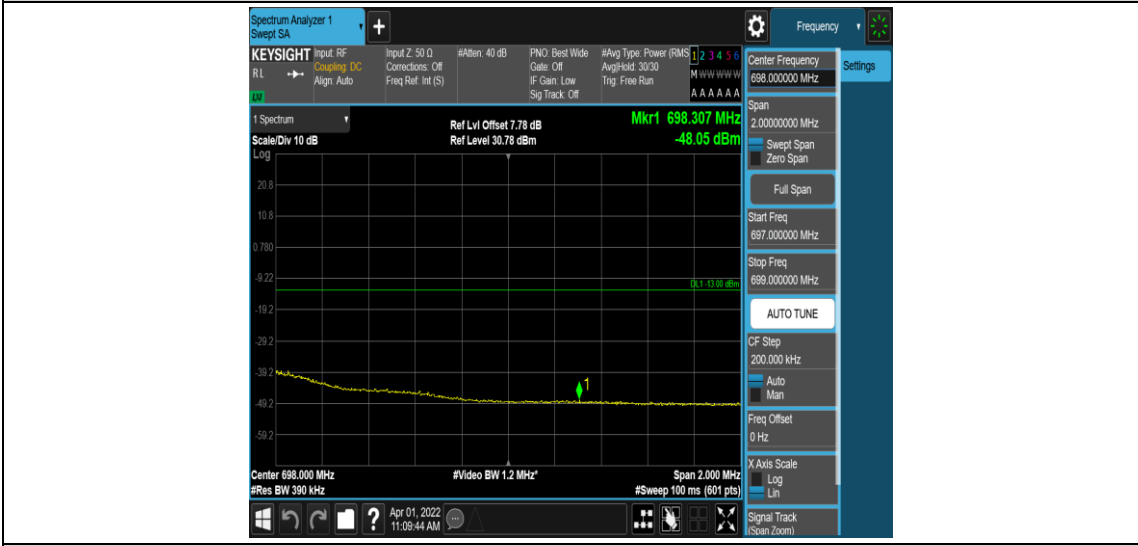 Spectrum Analyzer 1
Swept SA
+
Frequency
KEYSIGHT
RL
LXI
Input: RF
Coupling: DC
Align: Auto
Input Z: 50 Ω
Corrections: Off
Freq Ref: Int (S)
#Atten: 40 dB
PNO: Best Wide
Gate: Off
IF Gain: Low
Sig Track: Off
#Avg Type: Power (RMS
Avg|Hold: 30/30
Trig: Free Run
1 2 3 4 5 6
M W W W W W
A A A A A A
1 Spectrum
Scale/Div 10 dB
Log
Ref Lvl Offset 7.78 dB
Ref Level 30.78 dBm
Mkr1 698.307 MHz
-48.05 dBm
20.8
10.8
0.780
-9.22
DL1 -13.00 dBm
-19.2
-29.2
-39.2
1
-49.2
-59.2
Center 698.000 MHz
#Video BW 1.2 MHz*
Span 2.000 MHz
#Res BW 390 kHz
#Sweep 100 ms (601 pts)
?
Apr 01, 2022
11:09:44 AM
Center Frequency
698.000000 MHz
Settings
Span
2.00000000 MHz
Swept Span
Zero Span
Full Span
Start Freq
697.000000 MHz
Stop Freq
699.000000 MHz
AUTO TUNE
CF Step
200.000 kHz
Auto
Man
Freq Offset
0 Hz
X Axis Scale
Log
Lin
Signal Track
(Span Zoom)